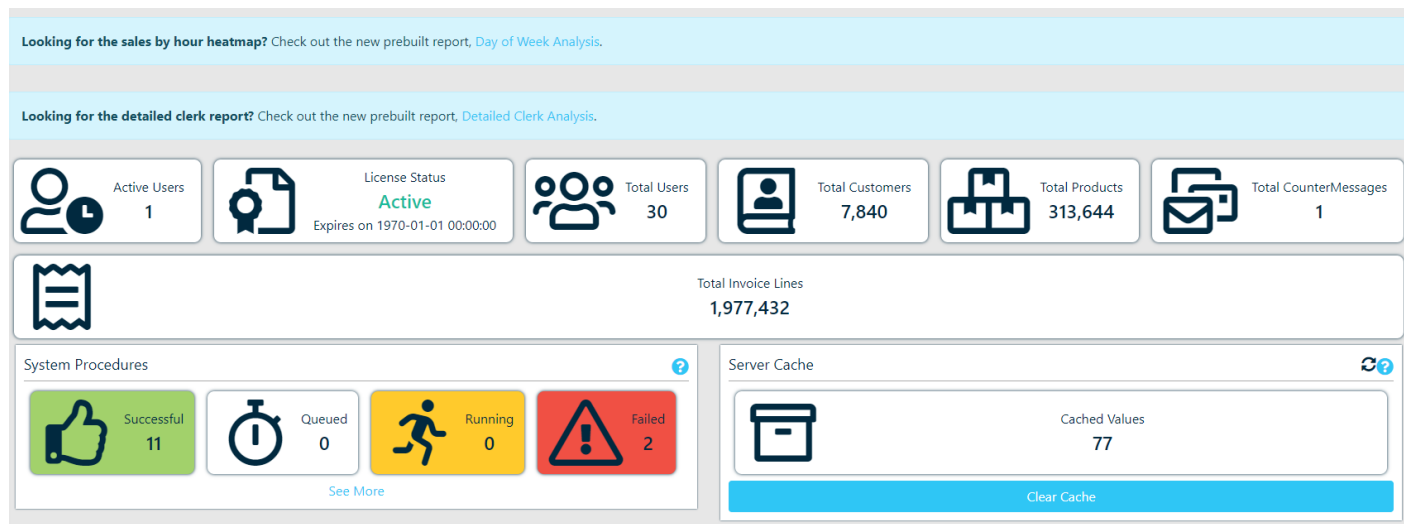 Looking for the sales by hour heatmap? Check out the new prebuilt report, Day of Week Analysis.
Looking for the detailed clerk report? Check out the new prebuilt report, Detailed Clerk Analysis.
Active Users
1
License Status
Active
Expires on 1970-01-01 00:00:00
Total Users
30
Total Customers
7,840
Total Products
313,644
Total CounterMessages
1
Total Invoice Lines
1,977,432
System Procedures
?
Successful
11
Queued
0
Running
0
Failed
2
See More
Server Cache
?
Cached Values
77
Clear Cache